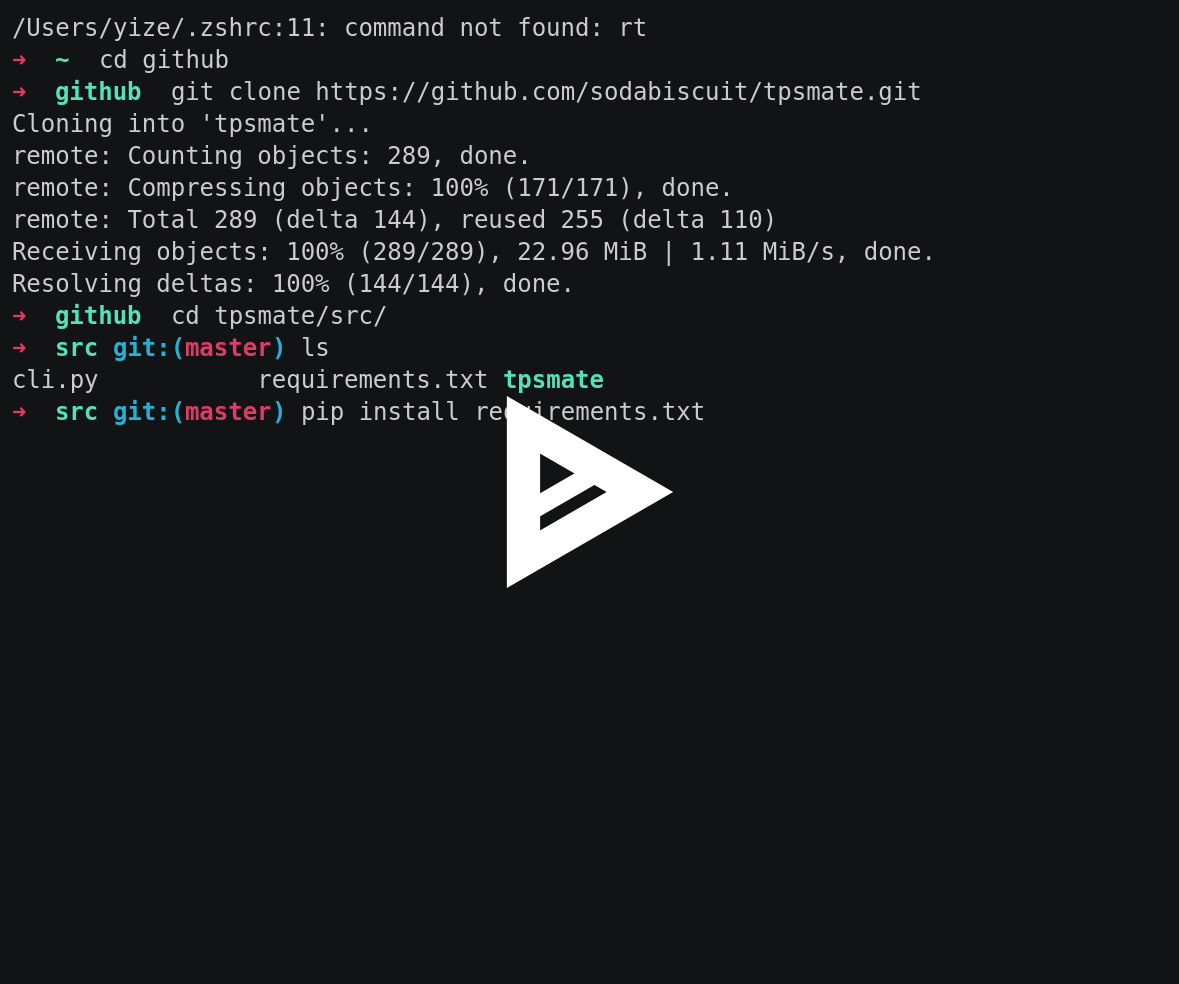 /Users/yize/.zshrc:11: command not found: rt
➜  ~  cd github
➜  github  git clone https://github.com/sodabiscuit/tpsmate.git
Cloning into 'tpsmate'...
remote: Counting objects: 289, done.
remote: Compressing objects: 100% (171/171), done.
remote: Total 289 (delta 144), reused 255 (delta 110)
Receiving objects: 100% (289/289), 22.96 MiB | 1.11 MiB/s, done.
Resolving deltas: 100% (144/144), done.
➜  github  cd tpsmate/src/
➜  src git:(master) ls
cli.py           requirements.txt tpsmate
➜  src git:(master) pip install requirements.txt